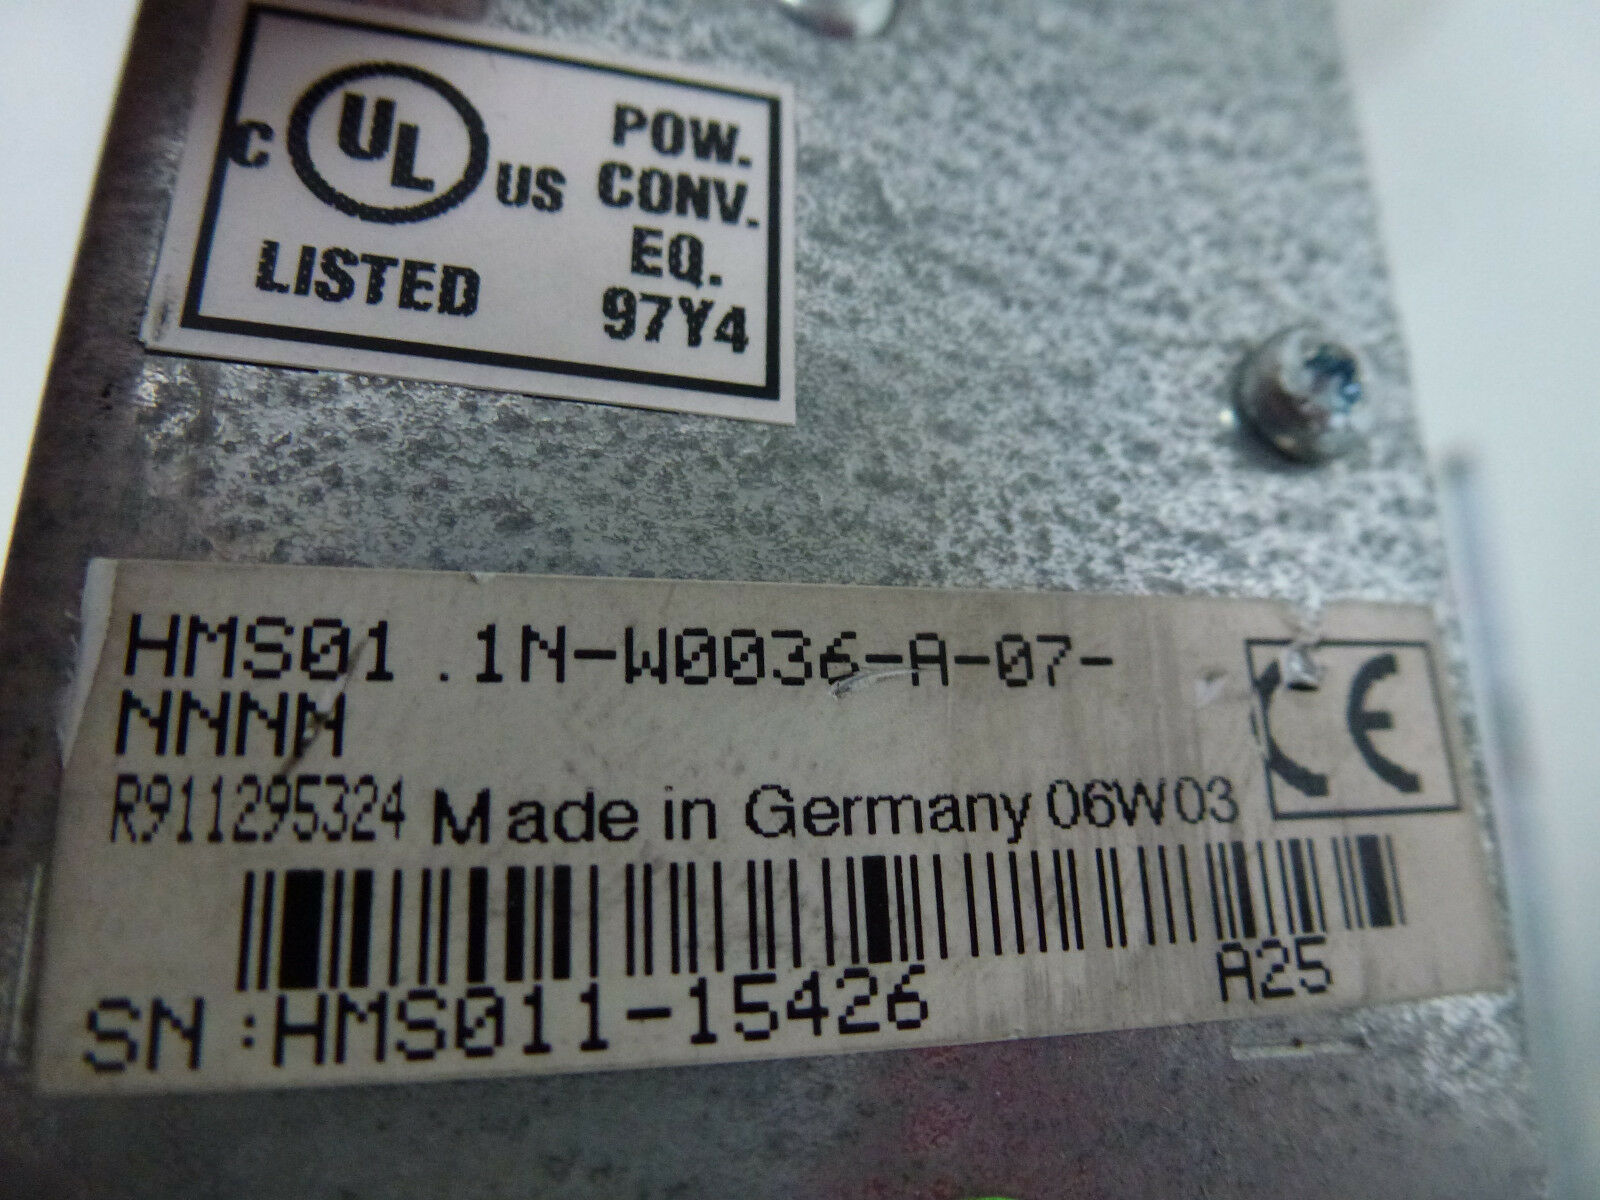 C UL US
LISTED
POW.
CONV.
EQ.
97Y4
HMS01.1N-W0036-A-07-
NNNN
R911295324 Made in Germany 06W03
CE
SN:HMS011-15426
A25